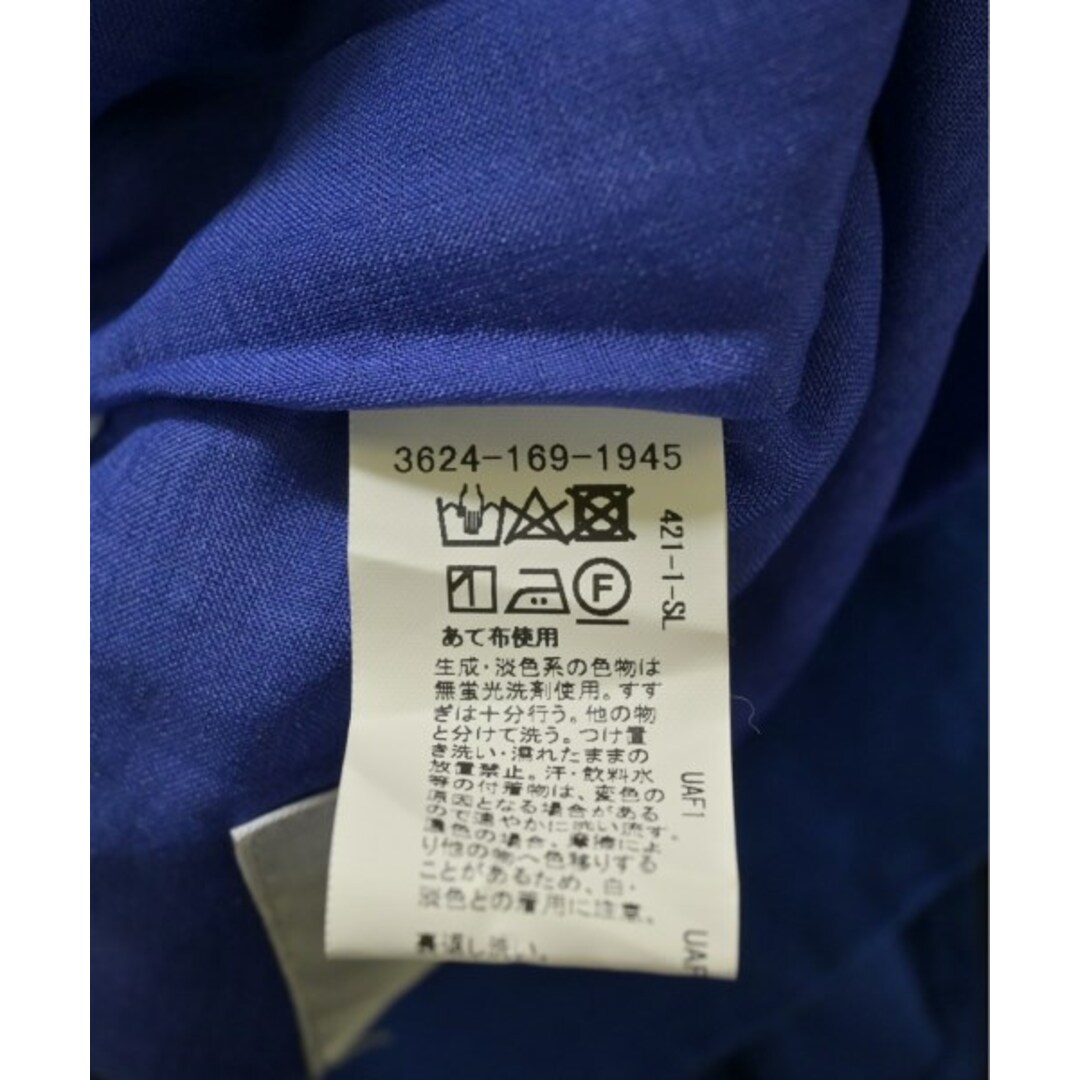 3624-169-1945
F
421-1-SL
あて布使用
生成・淡色系の色物は
無蛍光洗剤使用。すす
ぎは十分行う。他の物
と分けて洗う。つけ置
き洗い・濡れたままの
放置禁止。汗・飲料水
等の付着物は、変色の
原因となる場合がある
ので速やかに洗い流す。
濃色の場合、摩擦によ
り他の物へ色移りする
ことがあるため、白・
淡色との着用に注意。
裏返し洗い。
UAF1
UAF